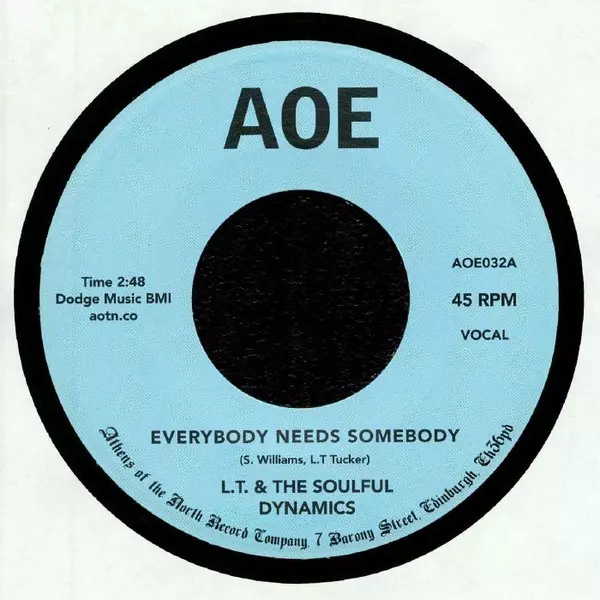 AOE
Time 2:48
Dodge Music BMI
aotn.co
AOE032A
45 RPM
VOCAL
EVERYBODY NEEDS SOMEBODY
(S. Williams, L.T Tucker)
L.T. & THE SOULFUL
DYNAMICS
Athens of the North Record Company, 7 Barony Street, Edinburgh, Eh36pd